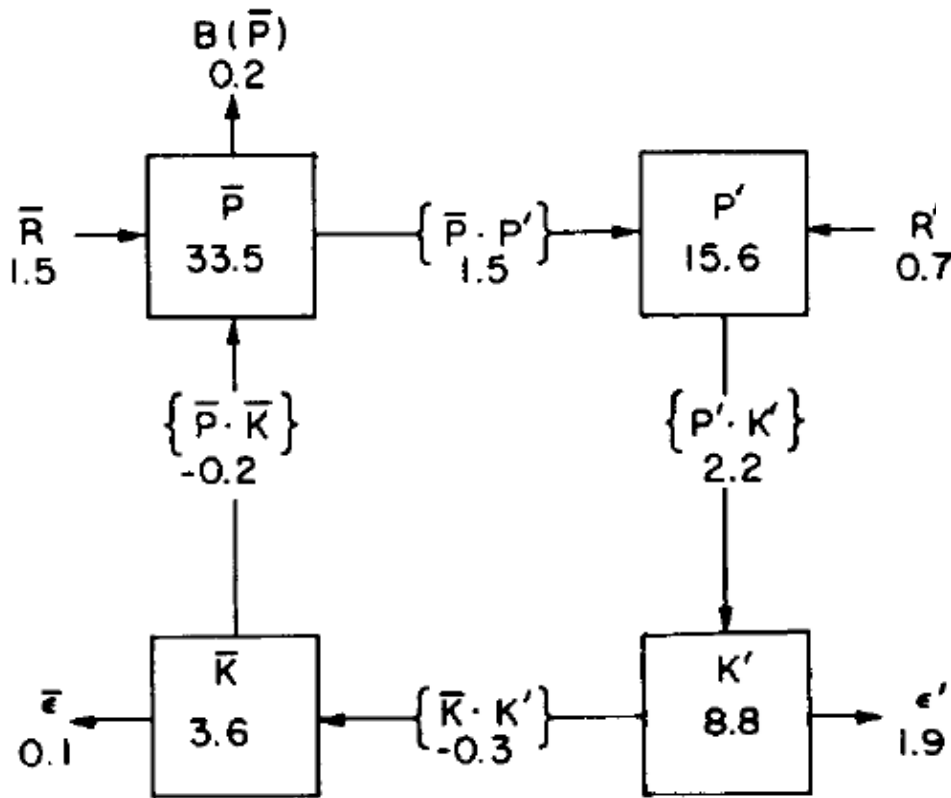 B(P̅)
0.2
R̅
1.5
P̅
33.5
{P̅·P′}
1.5
P′
15.6
R′
0.7
{P̅·K̅}
-0.2
{P′·K′}
2.2
ϵ̅
0.1
K̅
3.6
{K̅·K′}
-0.3
K′
8.8
ϵ′
1.9